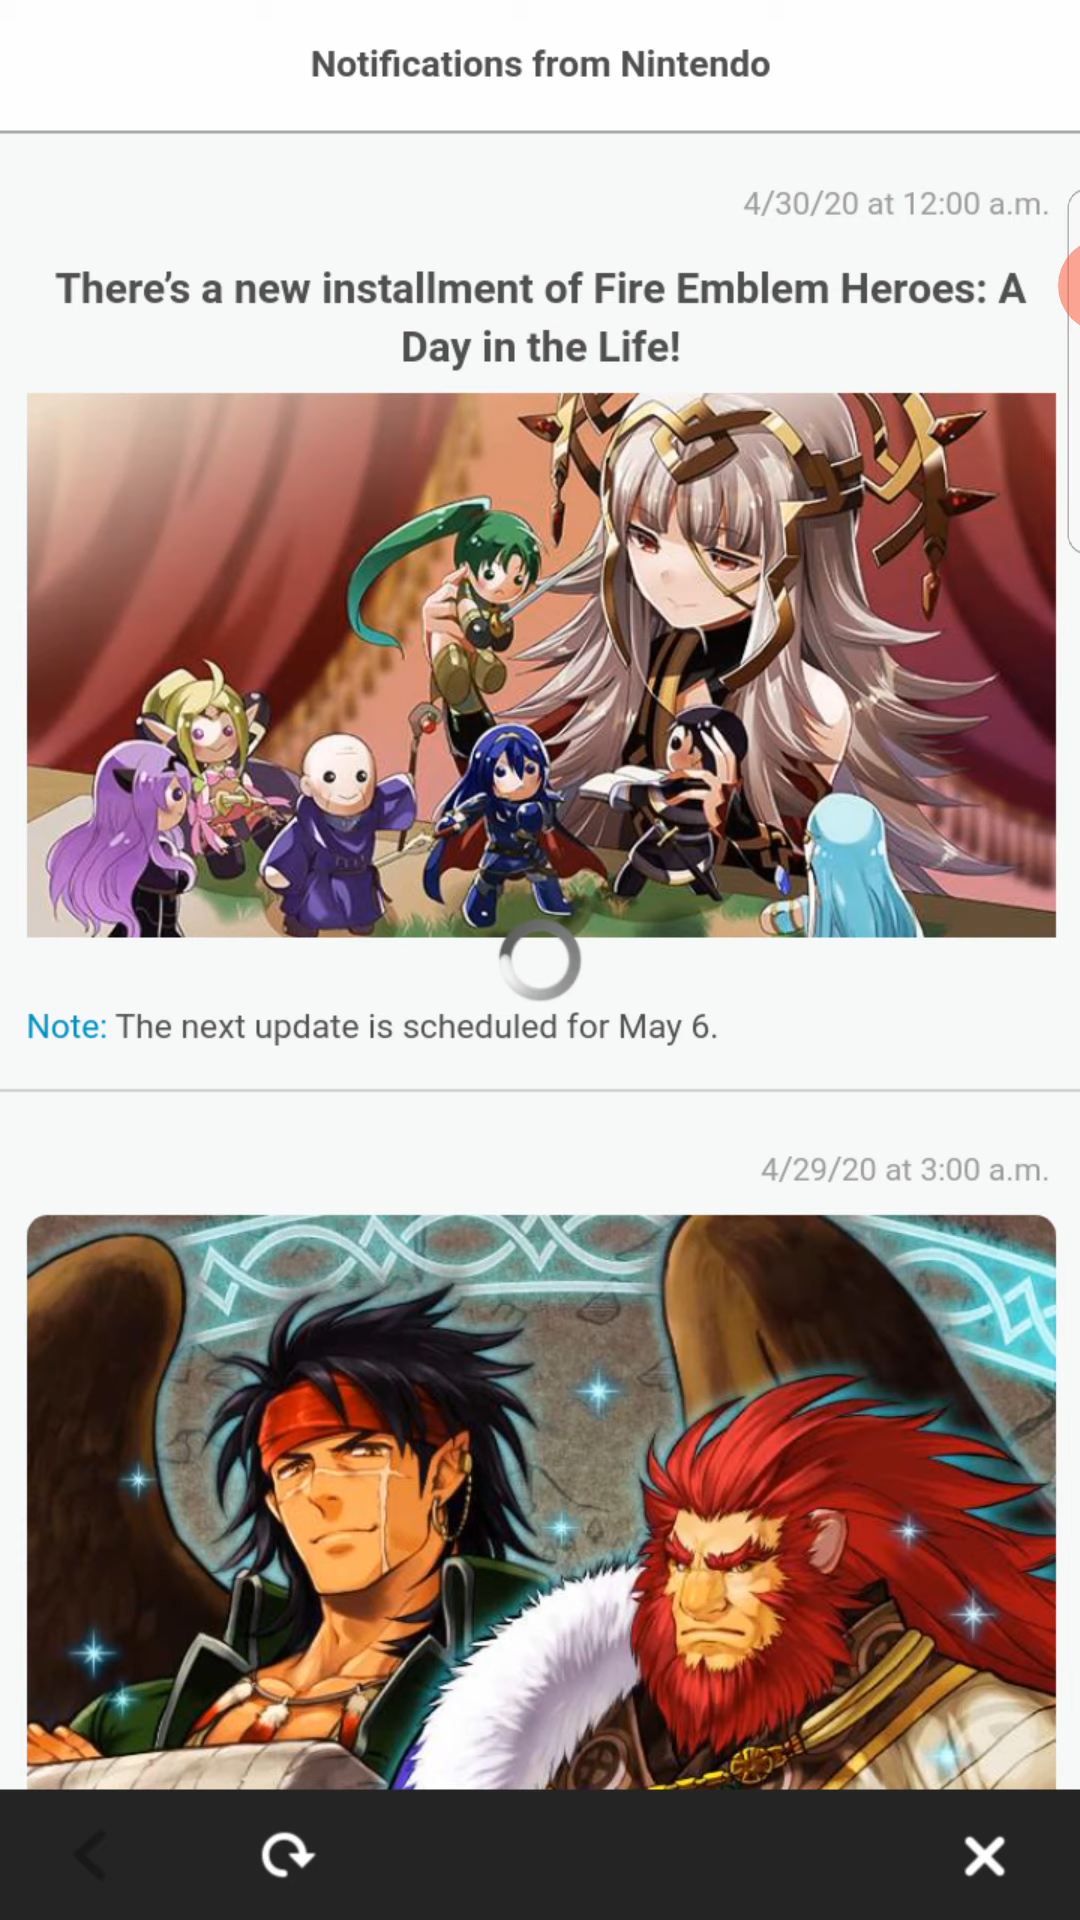 Notifications from Nintendo
4/30/20 at 12:00 a.m.
There’s a new installment of Fire Emblem Heroes: A
Day in the Life!
Note: The next update is scheduled for May 6.
4/29/20 at 3:00 a.m.